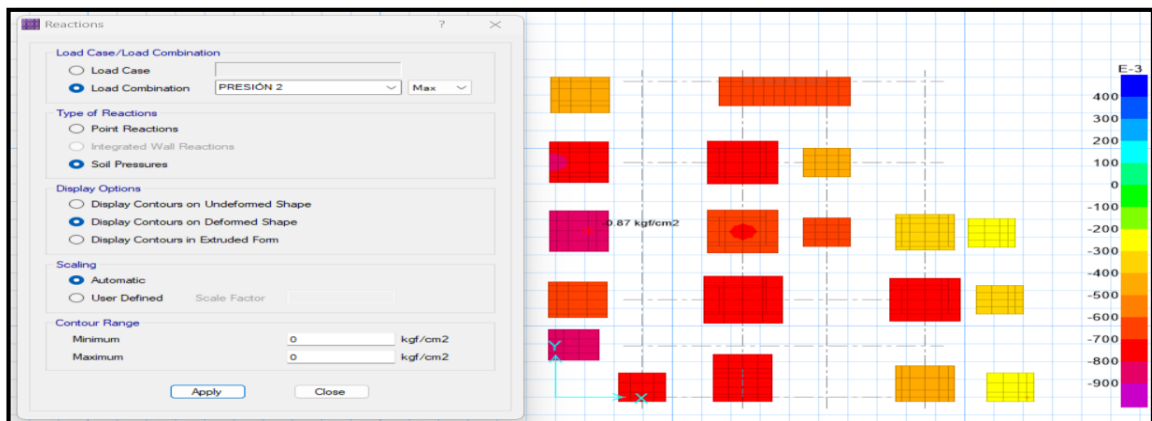 Reactions ? ×
Load Case/Load Combination
Load Case
Load Combination PRESIÓN 2 Max
Type of Reactions
Point Reactions
Integrated Wall Reactions
Soil Pressures
Display Options
Display Contours on Undeformed Shape
Display Contours on Deformed Shape
Display Contours in Extruded Form
Scaling
Automatic
User Defined Scale Factor
Contour Range
Minimum 0 kgf/cm2
Maximum 0 kgf/cm2
Apply Close
-0.87 kgf/cm2
Y
X
E-3
400
300
200
100
0
-100
-200
-300
-400
-500
-600
-700
-800
-900